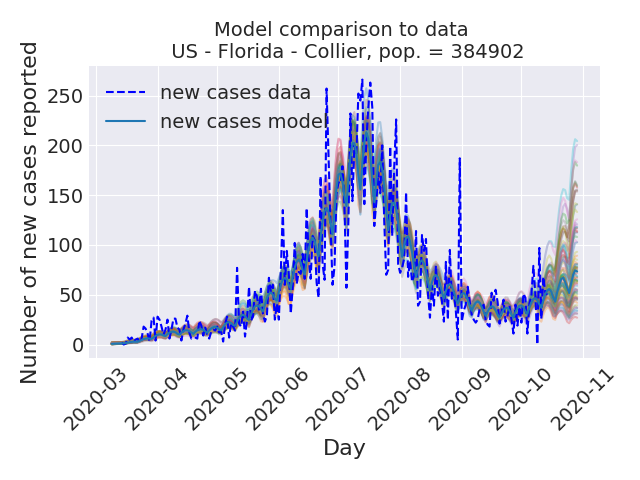 Model comparison to data
US - Florida - Collier, pop. = 384902
Number of new cases reported
250
200
150
100
50
0
new cases data
new cases model
2020-03
2020-04
2020-05
2020-06
2020-07
2020-08
2020-09
2020-10
2020-11
Day